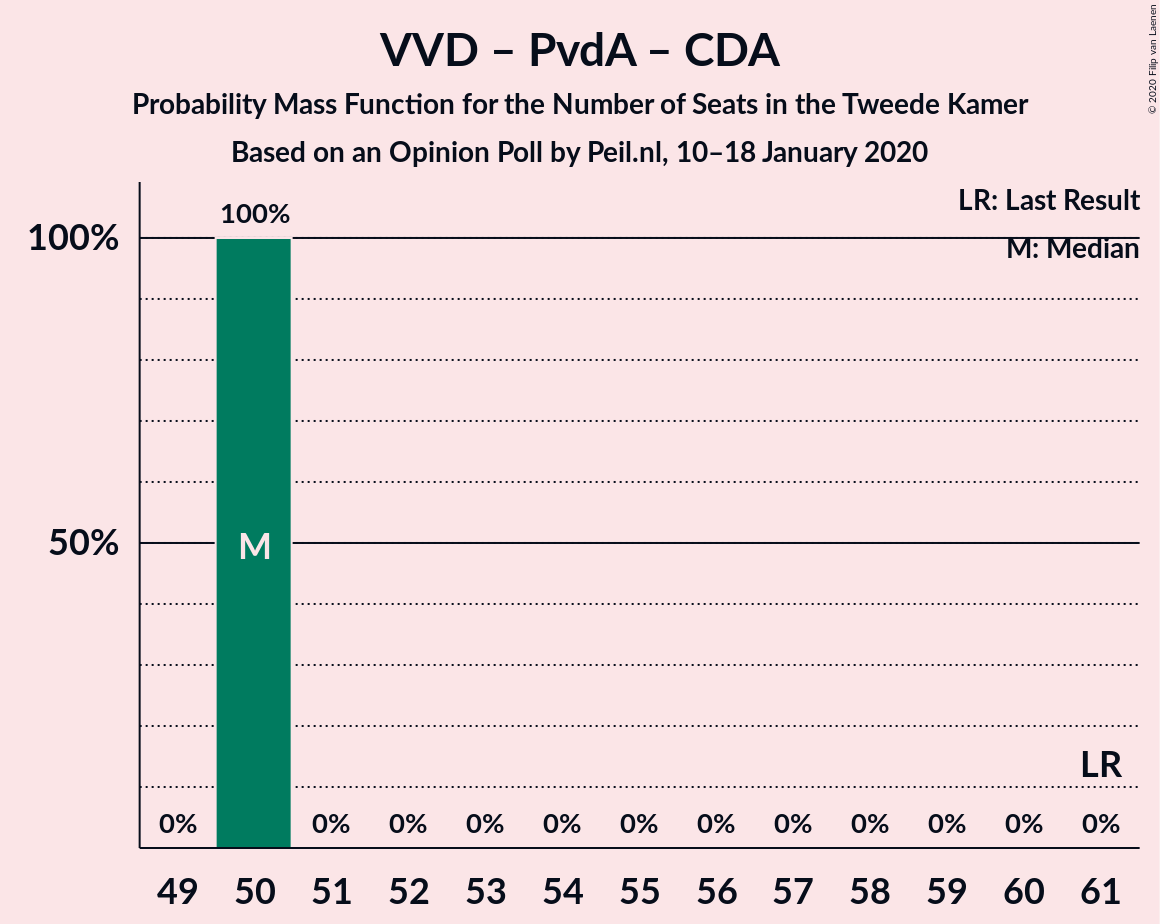 VVD – PvdA – CDA
Probability Mass Function for the Number of Seats in the Tweede Kamer
Based on an Opinion Poll by Peil.nl, 10–18 January 2020
© 2020 Filip van Laenen
LR: Last Result
M: Median
100%
100%
50%
M
LR
0% 0% 0% 0% 0% 0% 0% 0% 0% 0% 0% 0%
49 50 51 52 53 54 55 56 57 58 59 60 61